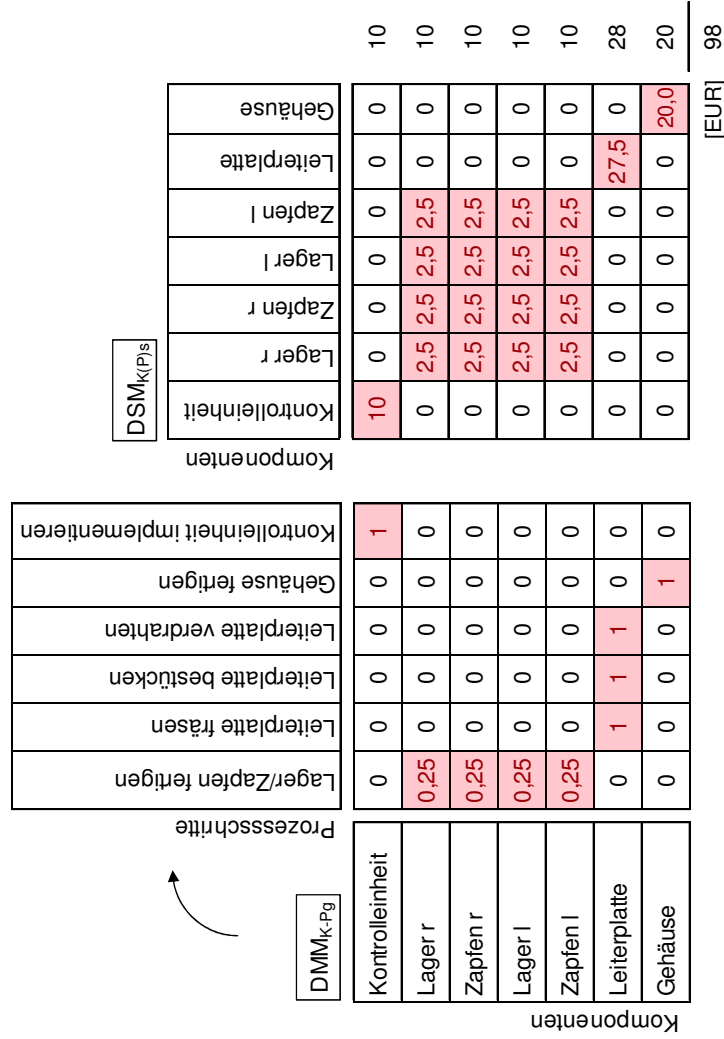 DMM_K-Pg
Prozesssschritte
Lager/Zapfen fertigen
Leiterplatte fräsen
Leiterplatte bestücken
Leiterplatte verdrahten
Gehäuse fertigen
Kontrolleinheit implementieren
Komponenten
Kontrolleinheit 0 0 0 0 0 1
Lager r 0,25 0 0 0 0 0
Zapfen r 0,25 0 0 0 0 0
Lager l 0,25 0 0 0 0 0
Zapfen l 0,25 0 0 0 0 0
Leiterplatte 0 1 1 1 0 0
Gehäuse 0 0 0 0 1 0
DSM_K(P)s
Komponenten
Kontrolleinheit
Lager r
Zapfen r
Lager l
Zapfen l
Leiterplatte
Gehäuse
10 0 0 0 0 0 0 10
0 2,5 2,5 2,5 2,5 0 0 10
0 2,5 2,5 2,5 2,5 0 0 10
0 2,5 2,5 2,5 2,5 0 0 10
0 2,5 2,5 2,5 2,5 0 0 10
0 0 0 0 0 27,5 0 28
0 0 0 0 0 0 20,0 20
[EUR] 98